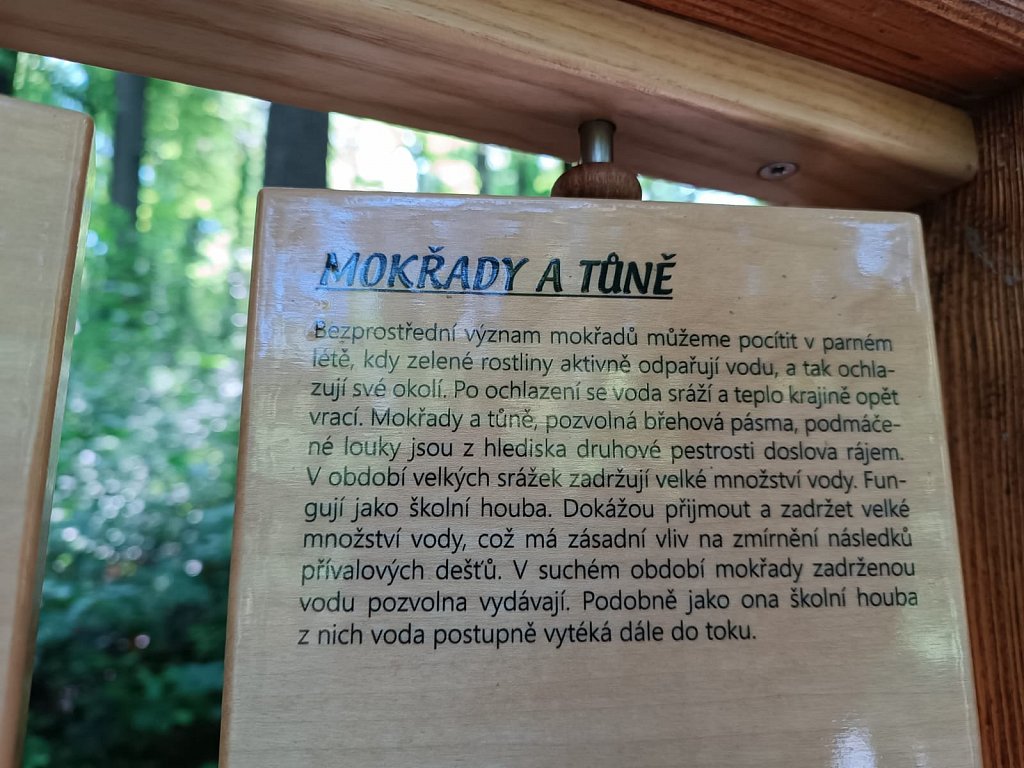 MOKŘADY A TŮNĚ
Bezprostřední význam mokřadů můžeme pocítit v parném
létě, kdy zelené rostliny aktivně odpařují vodu, a tak ochla-
zují své okolí. Po ochlazení se voda sráží a teplo krajině opět
vrací. Mokřady a tůně, pozvolná břehová pásma, podmáče-
né louky jsou z hlediska druhové pestrosti doslova rájem.
V období velkých srážek zadržují velké množství vody. Fun-
gují jako školní houba. Dokážou přijmout a zadržet velké
množství vody, což má zásadní vliv na zmírnění následků
přívalových dešťů. V suchém období mokřady zadrženou
vodu pozvolna vydávají. Podobně jako ona školní houba
z nich voda postupně vytéká dále do toku.